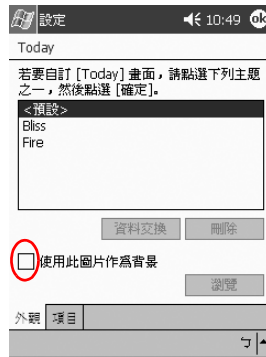 設定 10:49 ok
Today
若要自訂 [Today] 畫面，請點選下列主題
之一，然後點選 [確定]。
<預設>
Bliss
Fire
資料交換 刪除
使用此圖片作為背景
瀏覽
外觀 項目
ㄅ